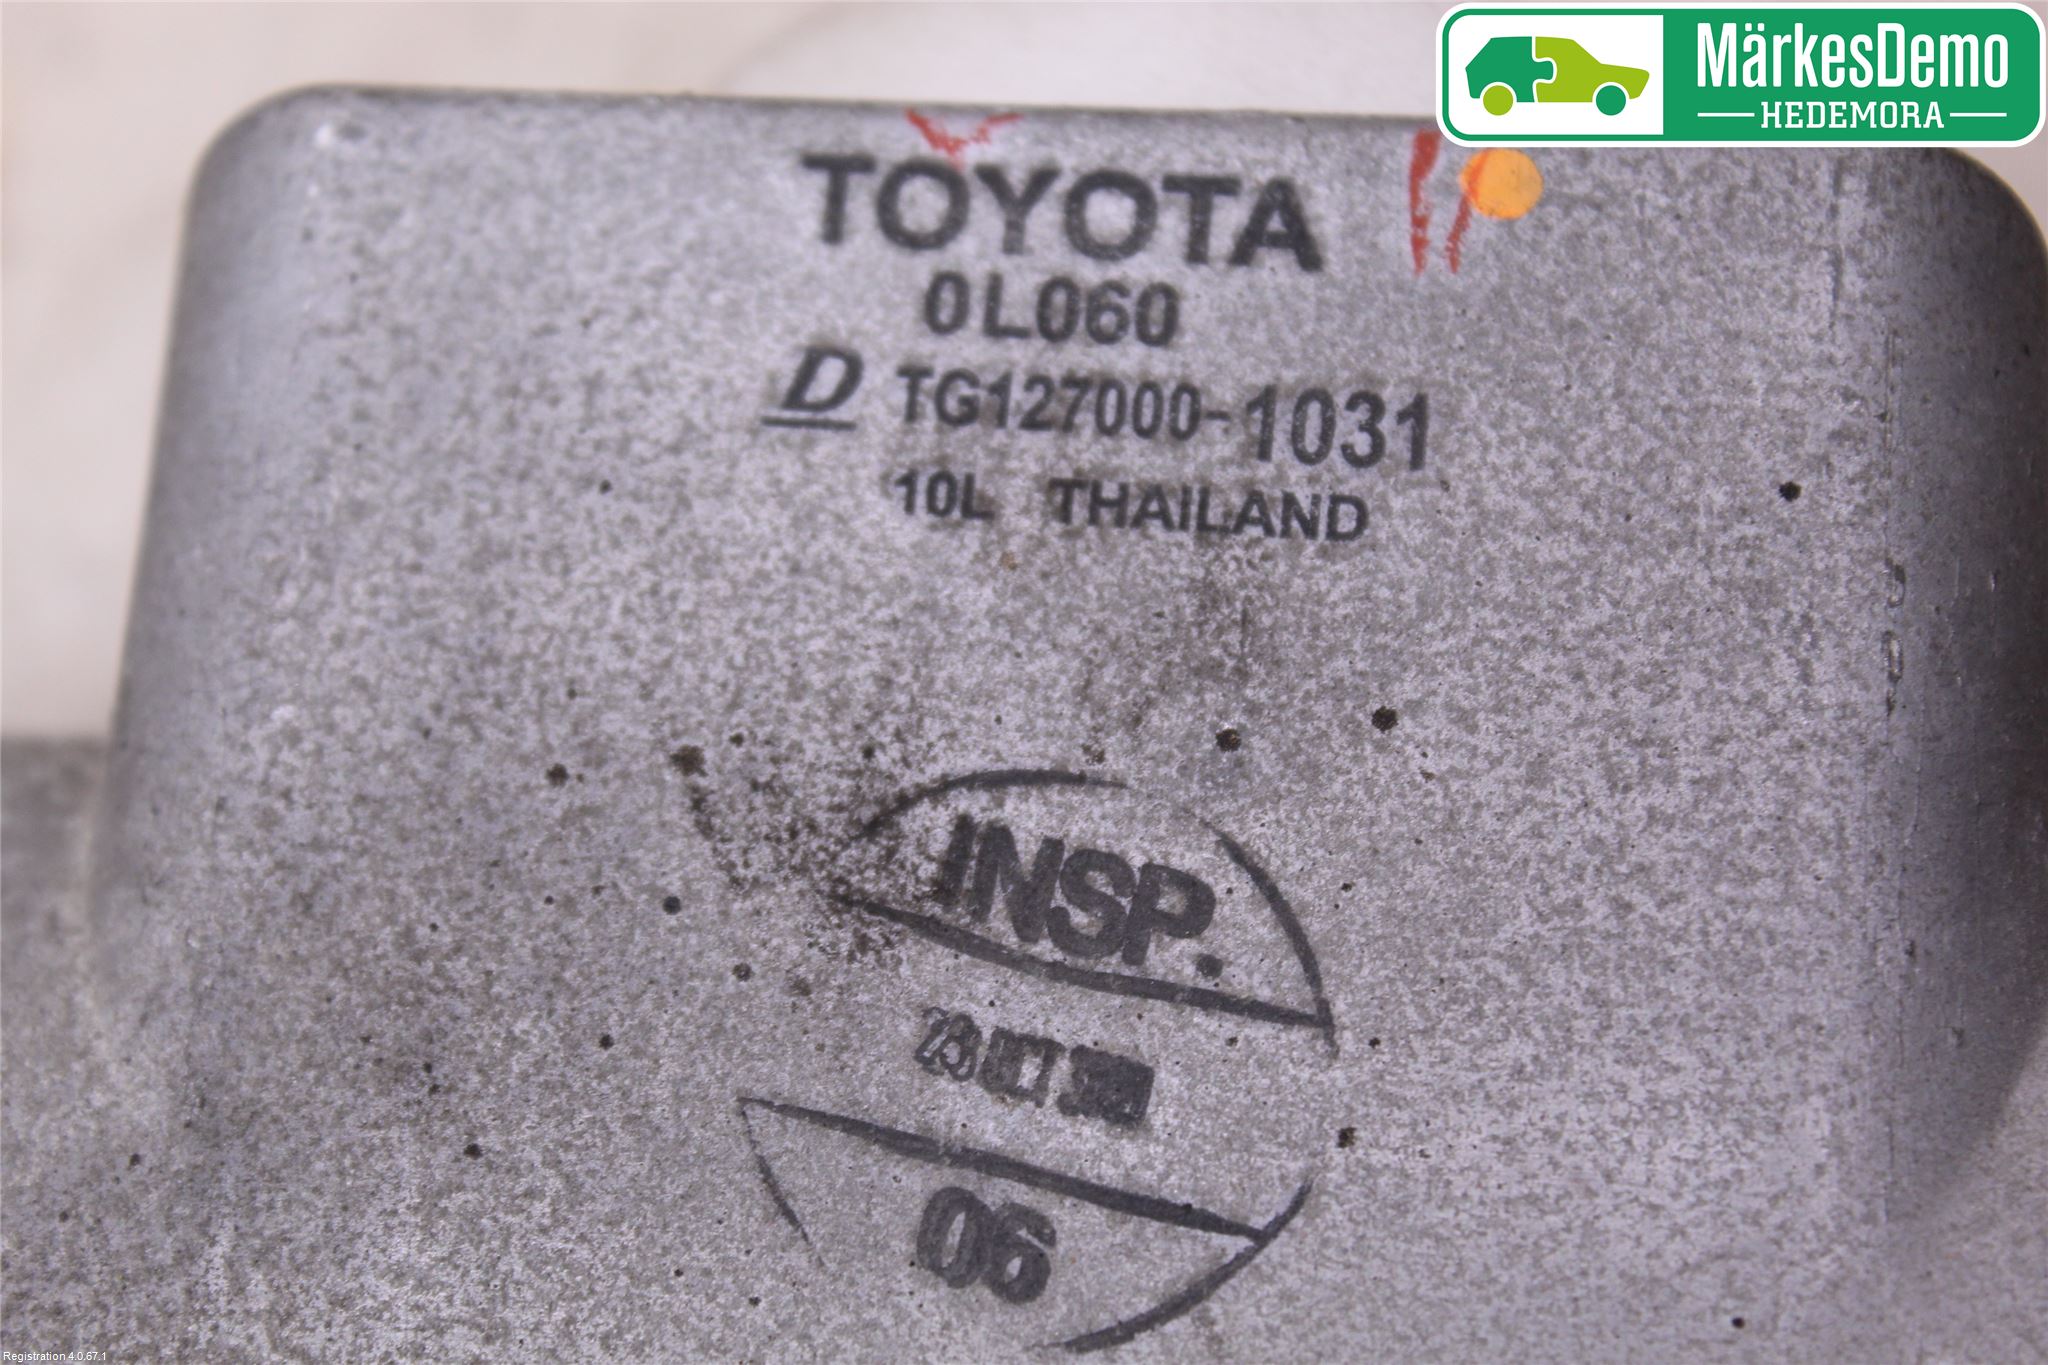 MärkesDemo
HEDEMORA
TOYOTA
0L060
D TG127000-1031
10L THAILAND
INSP.
06
Registration 4.0.67.1